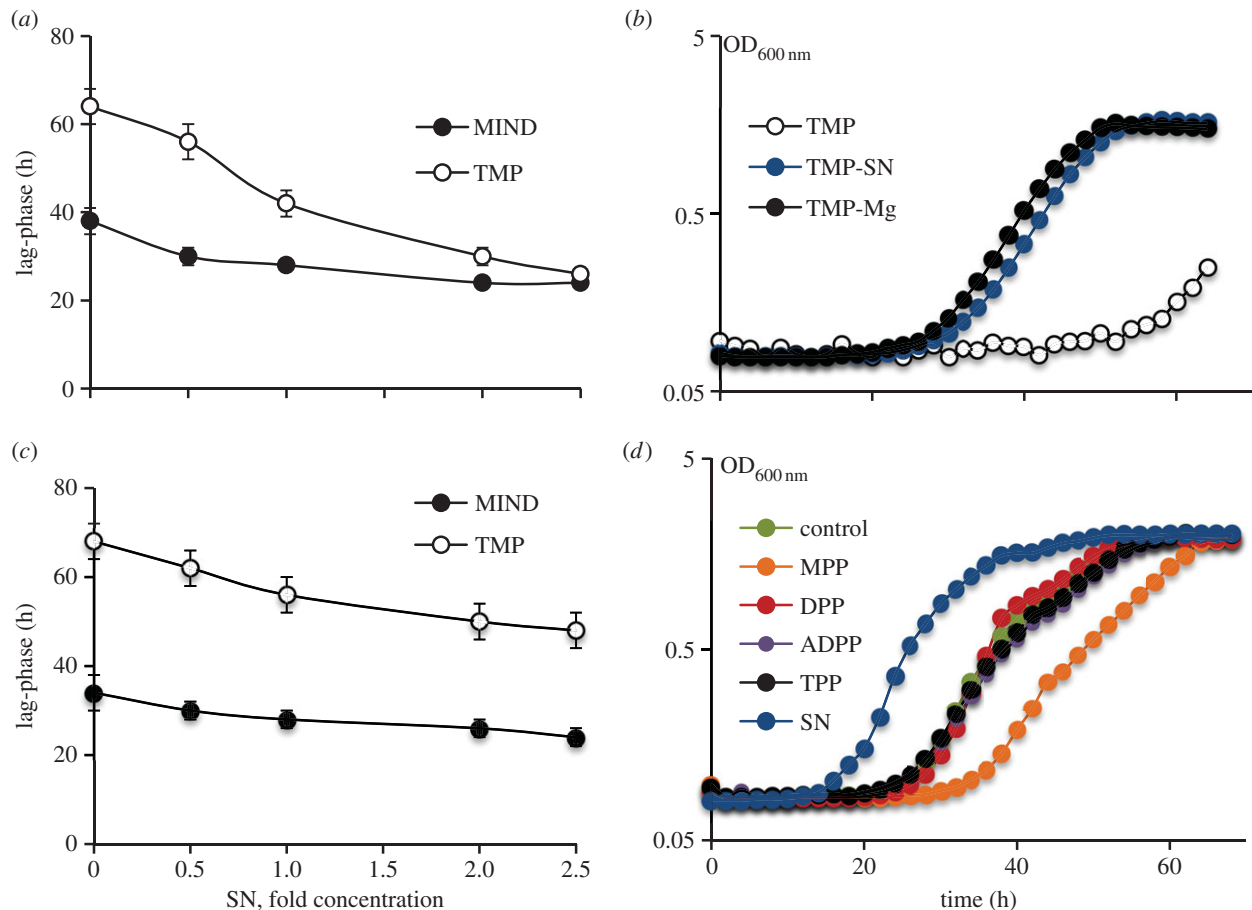 (a)
80
60
40
20
0
lag-phase (h)
MIND
TMP
(b)
5
0.5
0.05
OD600 nm
TMP
TMP-SN
TMP-Mg
(c)
80
60
40
20
0
lag-phase (h)
MIND
TMP
0 0.5 1.0 1.5 2.0 2.5
SN, fold concentration
(d)
5
0.5
0.05
OD600 nm
control
MPP
DPP
ADPP
TPP
SN
0 20 40 60
time (h)